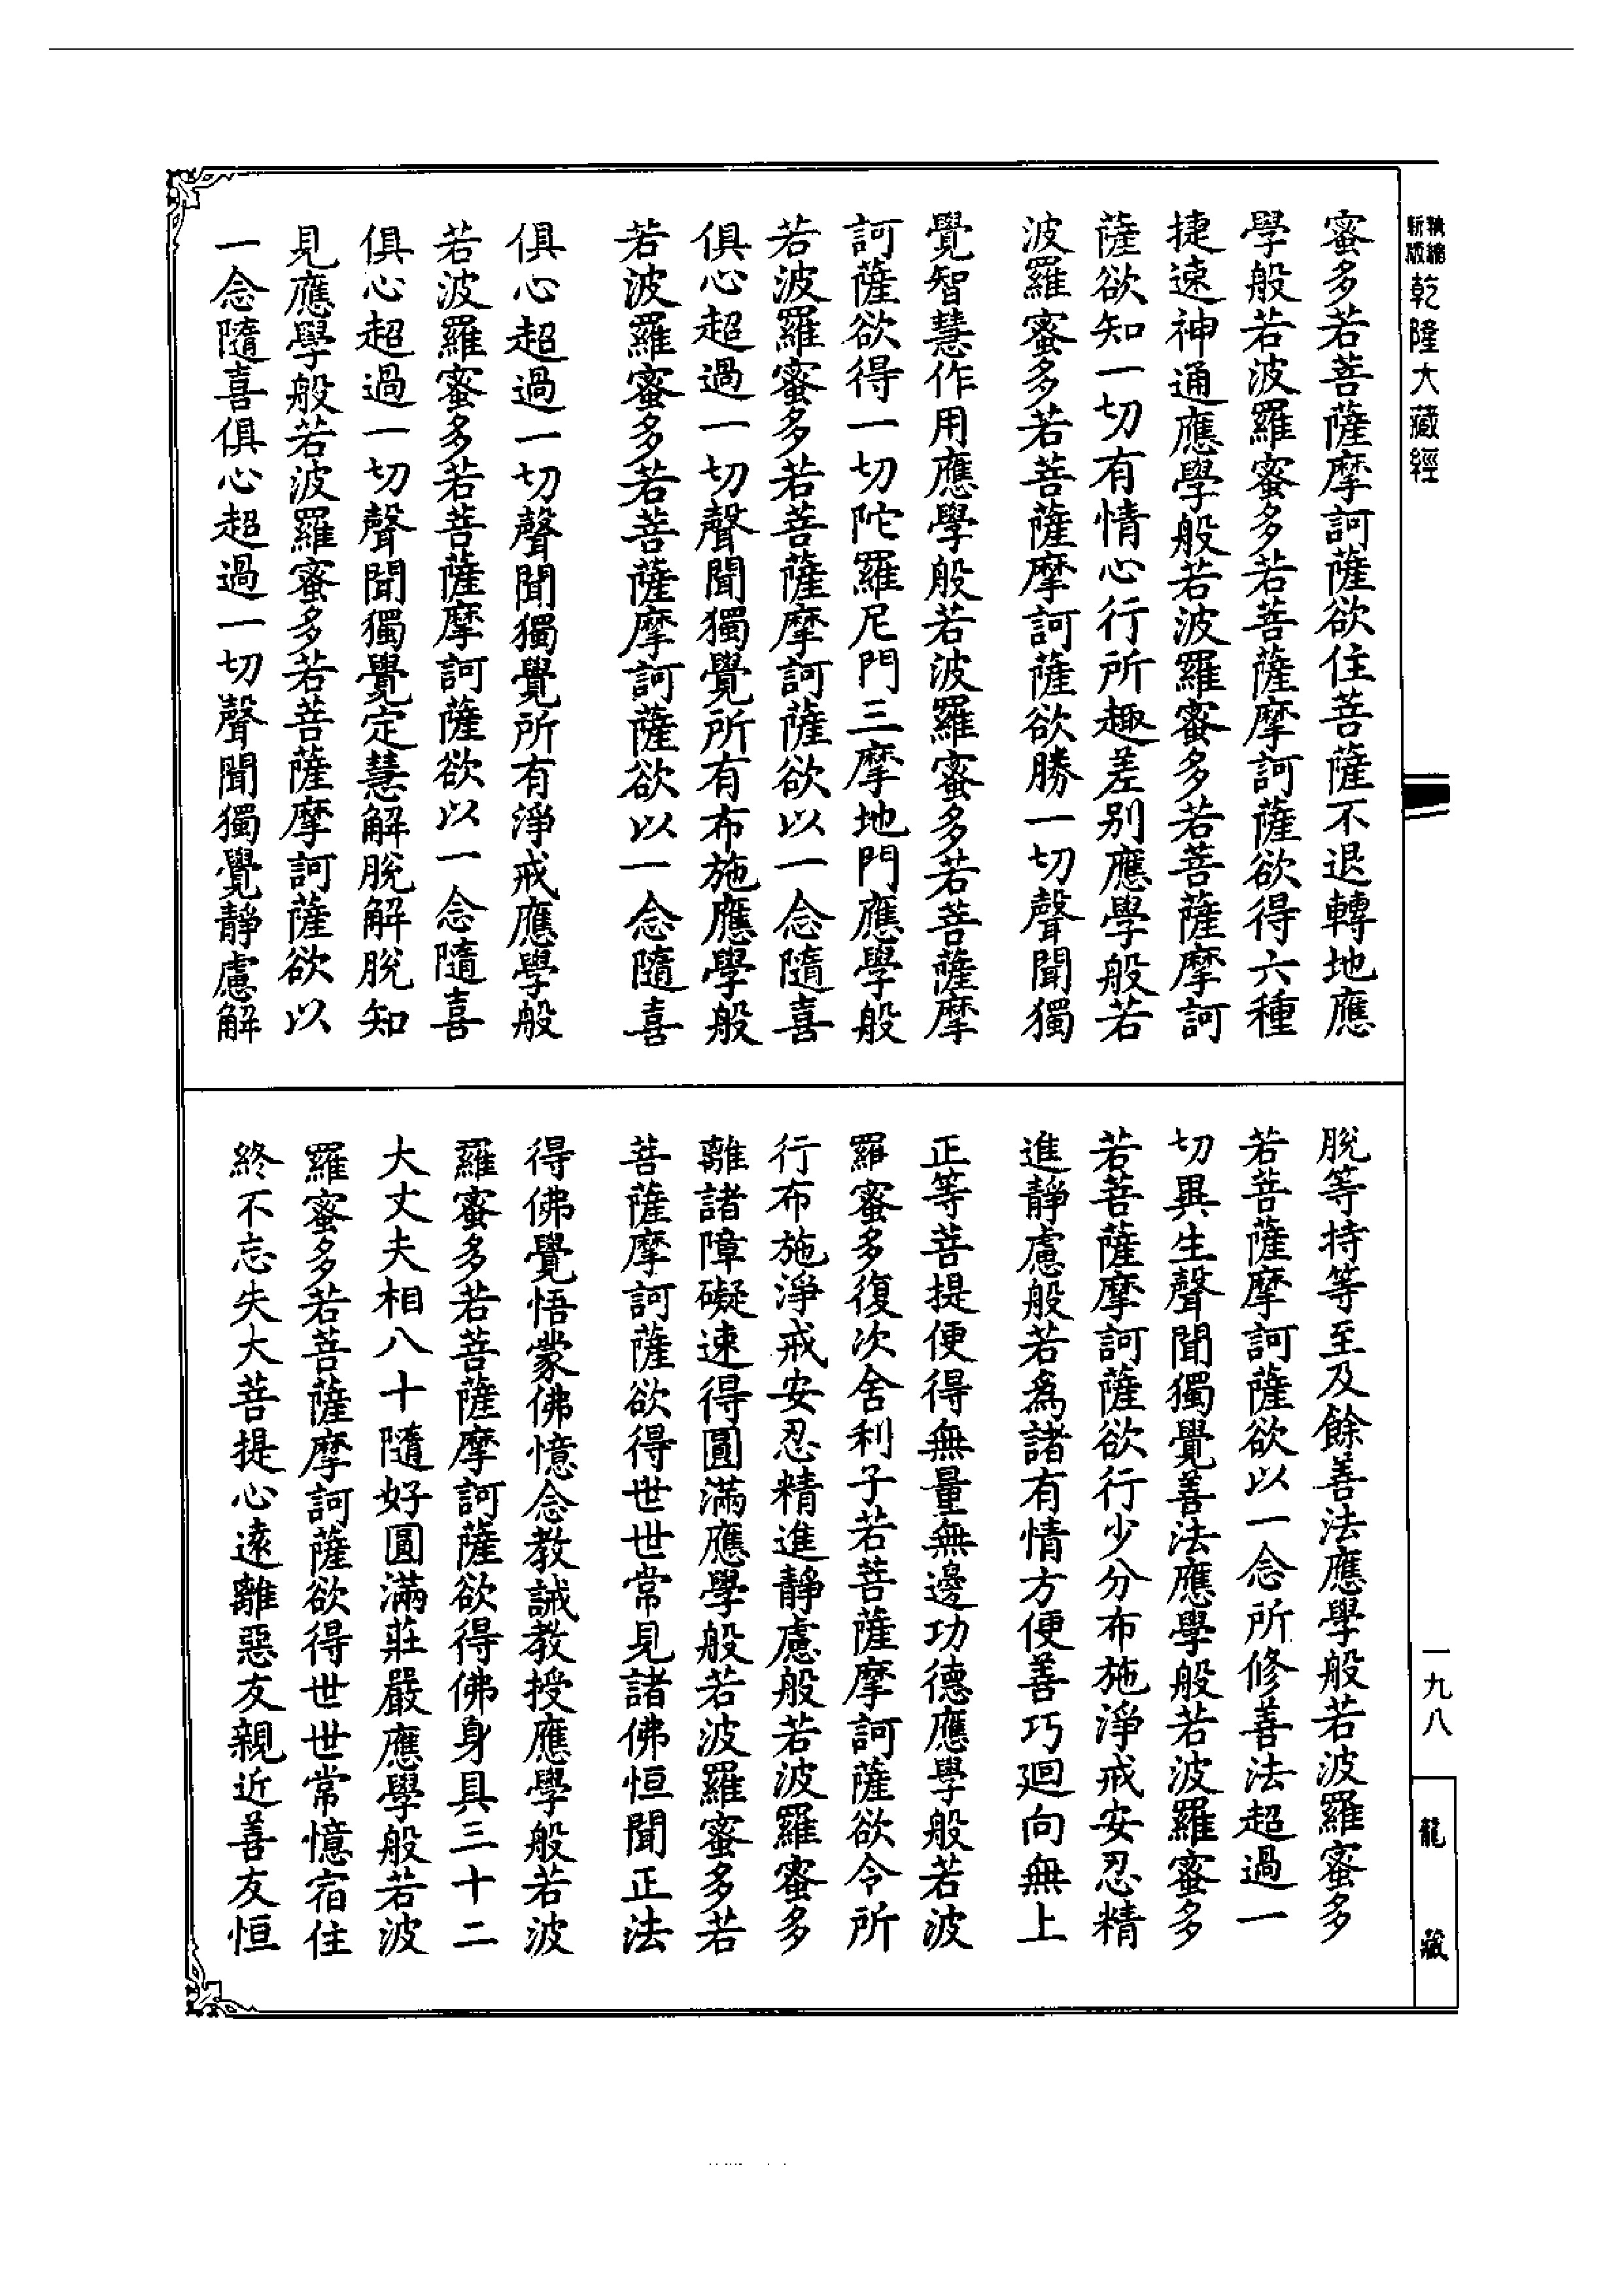 新版
執縮
乾隆大藏經
蜜多若菩薩摩訶薩欲住菩薩不退轉地應
學般若波羅蜜多若菩薩摩訶薩欲得六種
捷速神通應學般若波羅蜜多若菩薩摩訶
薩欲知一切有情心行所趣差別應學般若
波羅蜜多若菩薩摩訶薩欲勝一切聲聞獨
覺智慧作用應學般若波羅蜜多若菩薩摩
訶薩欲得一切陀羅尼門三摩地門應學般
若波羅蜜多若菩薩摩訶薩欲以一念隨喜
俱心超過一切聲聞獨覺所有布施應學般
若波羅蜜多若菩薩摩訶薩欲以一念隨喜
俱心超過一切聲聞獨覺所有淨戒應學般
若波羅蜜多若菩薩摩訶薩欲以一念隨喜
俱心超過一切聲聞獨覺定慧解脫解脫知
見應學般若波羅蜜多若菩薩摩訶薩欲以
一念隨喜俱心超過一切聲聞獨覺靜慮解
脫等持等至及餘善法應學般若波羅蜜多
若菩薩摩訶薩欲以一念所修善法超過一
切異生聲聞獨覺善法應學般若波羅蜜多
若菩薩摩訶薩欲行少分布施淨戒安忍精
進靜慮般若為諸有情方便善巧迴向無上
正等菩提便得無量無邊功德應學般若波
羅蜜多復次舍利子若菩薩摩訶薩欲令所
行布施淨戒安忍精進靜慮般若波羅蜜多
離諸障礙速得圓滿應學般若波羅蜜多若
菩薩摩訶薩欲得世世常見諸佛恒聞正法
得佛覺悟蒙佛憶念教誡教授應學般若波
羅蜜多若菩薩摩訶薩欲得佛身具三十二
大丈夫相八十隨好圓滿莊嚴應學般若波
羅蜜多若菩薩摩訶薩欲得世世常憶宿住
終不忘失大菩提心遠離惡友親近善友恒
一九八
龍藏